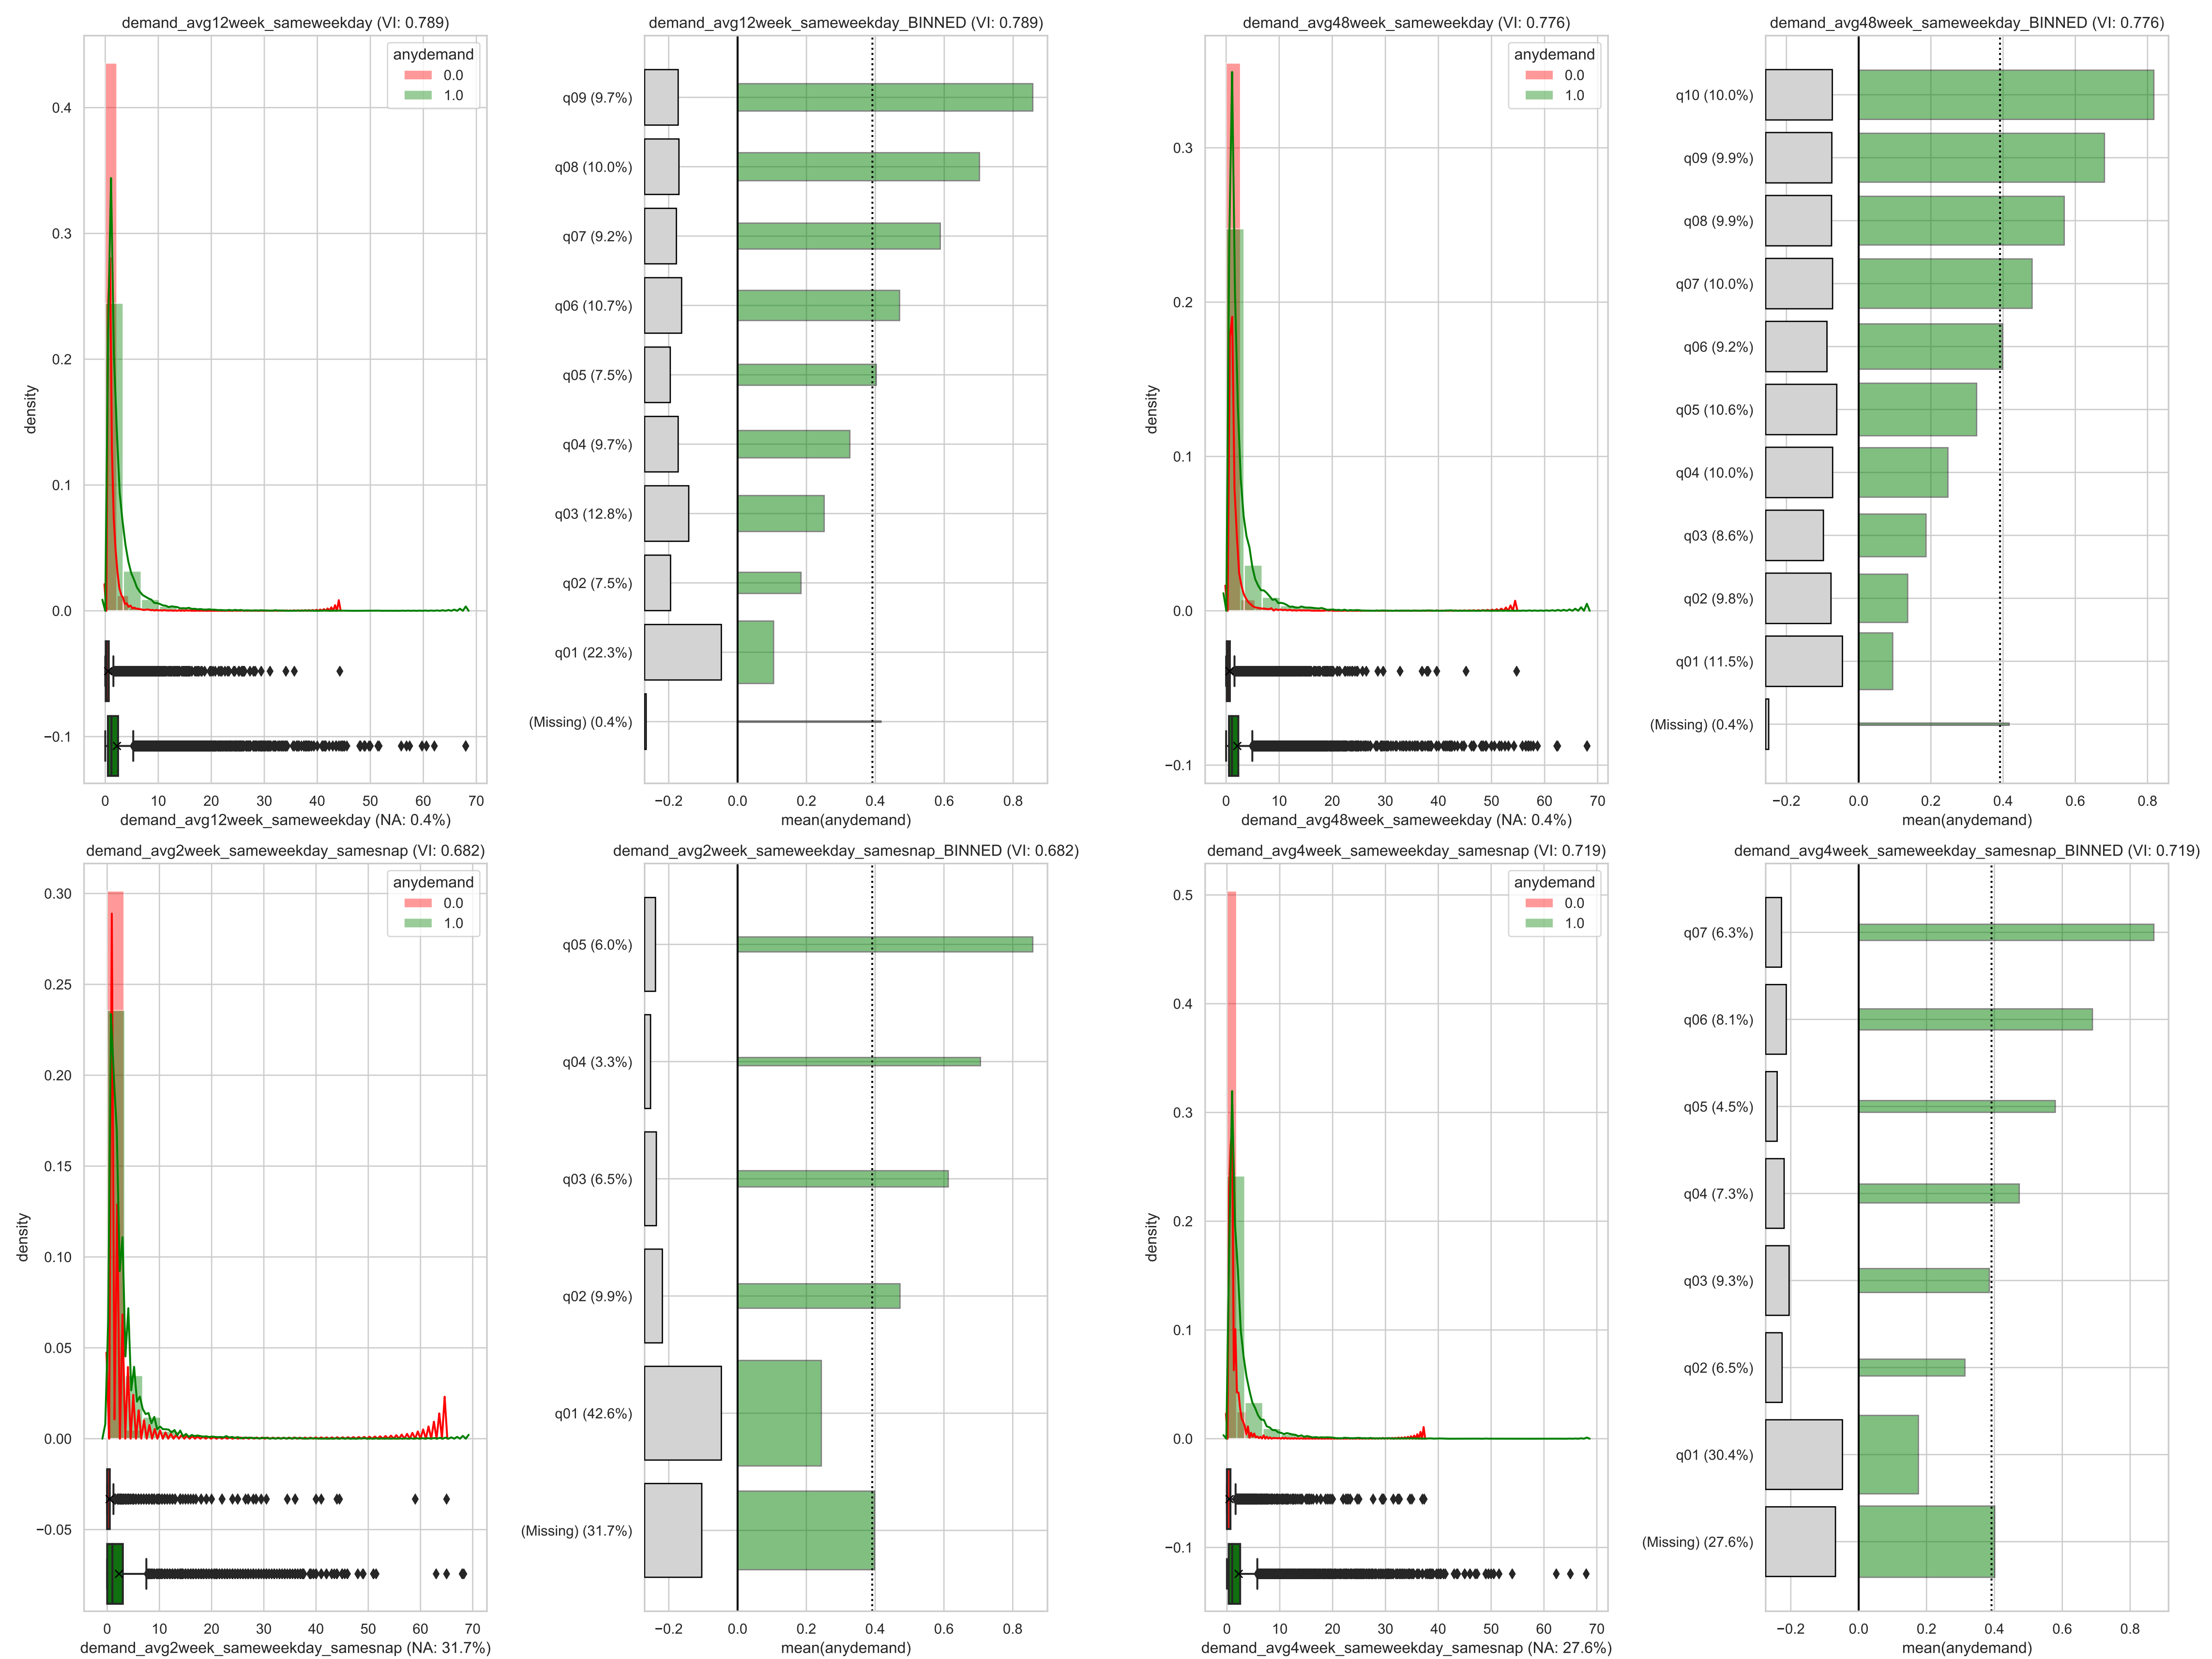 demand_avg12week_sameweekday (VI: 0.789)
anydemand
0.0
1.0
density
0.4
0.3
0.2
0.1
0.0
−0.1
0 10 20 30 40 50 60 70
demand_avg12week_sameweekday (NA: 0.4%)
demand_avg12week_sameweekday_BINNED (VI: 0.789)
q09 (9.7%)
q08 (10.0%)
q07 (9.2%)
q06 (10.7%)
q05 (7.5%)
q04 (9.7%)
q03 (12.8%)
q02 (7.5%)
q01 (22.3%)
(Missing) (0.4%)
−0.2 0.0 0.2 0.4 0.6 0.8
mean(anydemand)
demand_avg48week_sameweekday (VI: 0.776)
anydemand
0.0
1.0
density
0.3
0.2
0.1
0.0
−0.1
0 10 20 30 40 50 60 70
demand_avg48week_sameweekday (NA: 0.4%)
demand_avg48week_sameweekday_BINNED (VI: 0.776)
q10 (10.0%)
q09 (9.9%)
q08 (9.9%)
q07 (10.0%)
q06 (9.2%)
q05 (10.6%)
q04 (10.0%)
q03 (8.6%)
q02 (9.8%)
q01 (11.5%)
(Missing) (0.4%)
−0.2 0.0 0.2 0.4 0.6 0.8
mean(anydemand)
demand_avg2week_sameweekday_samesnap (VI: 0.682)
anydemand
0.0
1.0
density
0.30
0.25
0.20
0.15
0.10
0.05
0.00
−0.05
0 10 20 30 40 50 60 70
demand_avg2week_sameweekday_samesnap (NA: 31.7%)
demand_avg2week_sameweekday_samesnap_BINNED (VI: 0.682)
q05 (6.0%)
q04 (3.3%)
q03 (6.5%)
q02 (9.9%)
q01 (42.6%)
(Missing) (31.7%)
−0.2 0.0 0.2 0.4 0.6 0.8
mean(anydemand)
demand_avg4week_sameweekday_samesnap (VI: 0.719)
anydemand
0.0
1.0
density
0.5
0.4
0.3
0.2
0.1
0.0
−0.1
0 10 20 30 40 50 60 70
demand_avg4week_sameweekday_samesnap (NA: 27.6%)
demand_avg4week_sameweekday_samesnap_BINNED (VI: 0.719)
q07 (6.3%)
q06 (8.1%)
q05 (4.5%)
q04 (7.3%)
q03 (9.3%)
q02 (6.5%)
q01 (30.4%)
(Missing) (27.6%)
−0.2 0.0 0.2 0.4 0.6 0.8
mean(anydemand)